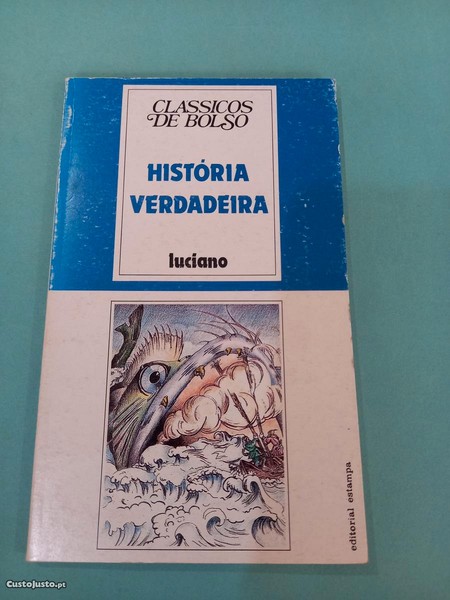 CLASSICOS
DE BOLSO
HISTÓRIA
VERDADEIRA
luciano
editorial estampa
CustoJusto.pt